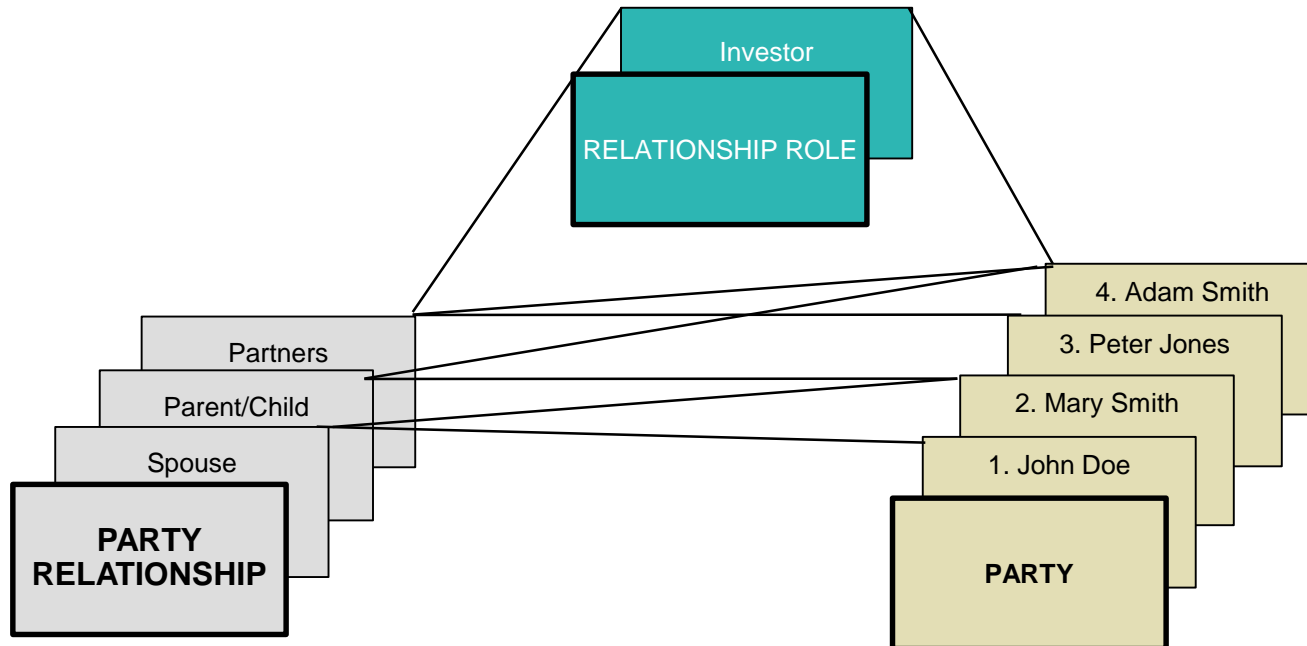 Investor
RELATIONSHIP ROLE
4. Adam Smith
3. Peter Jones
2. Mary Smith
1. John Doe
PARTY
Partners
Parent/Child
Spouse
PARTY
RELATIONSHIP